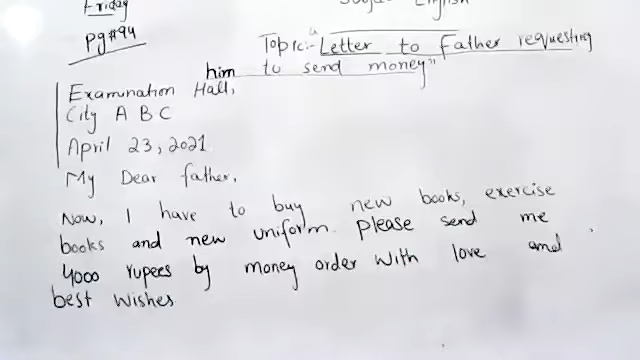 Friday
English
Pg#94
Topic:- "Letter to Father requesting
him to send money"
Examination Hall,
City A B C
April 23, 2021
My Dear father,
Now, I have to buy new books, exercise
books and new uniform. Please send me
4000 rupees by money order with love and
best wishes